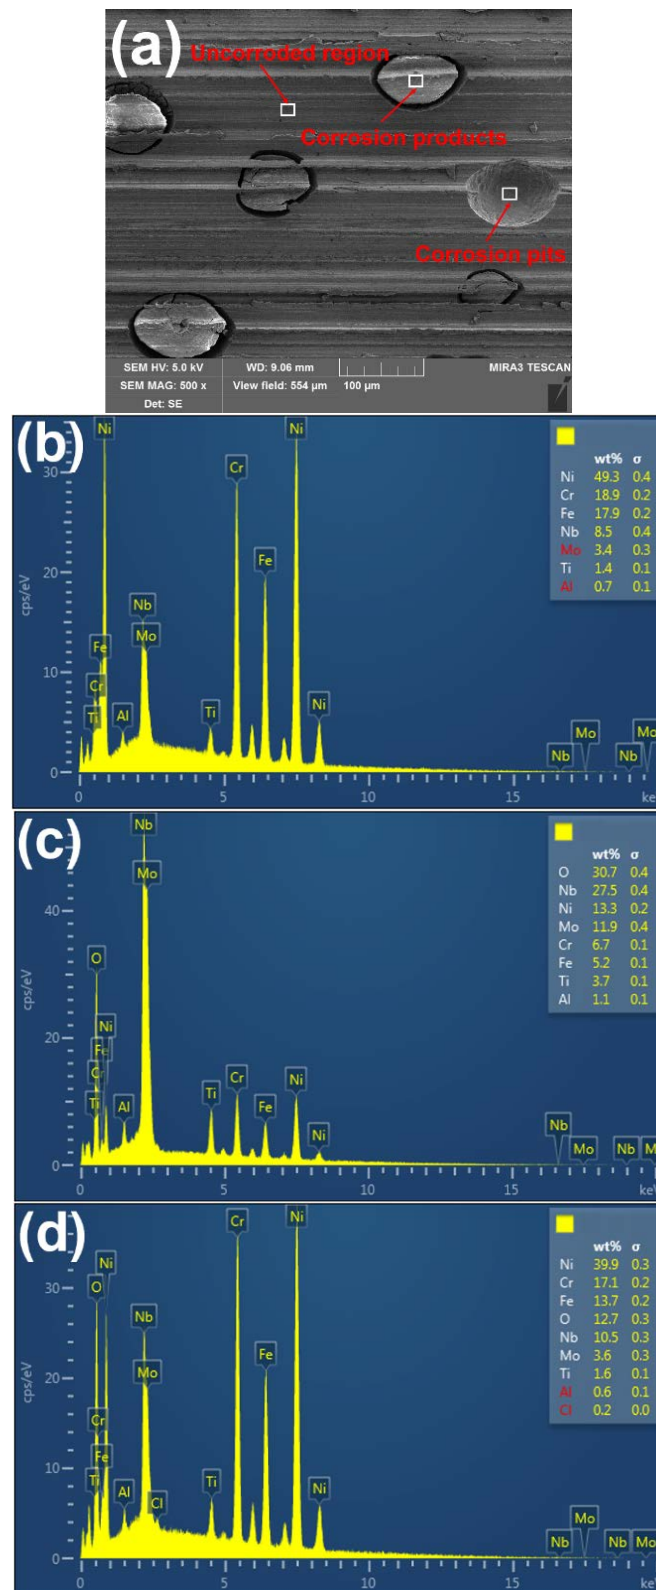 (a)
Uncorroded region
Corrosion products
Corrosion pits
SEM HV: 5.0 kV WD: 9.06 mm MIRA3 TESCAN
SEM MAG: 500 x View field: 554 µm 100 µm
Det: SE
(b)
Ni Ni
Cr
Fe
Nb
Mo
Fe
Cr
Ti Al Ti Ni
Nb Mo Nb Mo
cps/eV
30
20
10
0
0 5 10 15 keV
wt% σ
Ni 49.3 0.4
Cr 18.9 0.2
Fe 17.9 0.2
Nb 8.5 0.4
Mo 3.4 0.3
Ti 1.4 0.1
Al 0.7 0.1
(c)
Nb
Mo
O
Ni
Fe
Cr
Ti Al Ti Cr Fe Ni Ni
Nb Mo Nb
cps/eV
40
20
0
0 5 10 15 keV
wt% σ
O 30.7 0.4
Nb 27.5 0.4
Ni 13.3 0.2
Mo 11.9 0.4
Cr 6.7 0.1
Fe 5.2 0.1
Ti 3.7 0.1
Al 1.1 0.1
(d)
Cr Ni
Ni
O
Nb
Mo
Fe
Cr
Fe
Ti Al Cl Ti Ni
Nb Mo Nb Mo
cps/eV
30
20
10
0
0 5 10 15 keV
wt% σ
Ni 39.9 0.3
Cr 17.1 0.2
Fe 13.7 0.2
O 12.7 0.3
Nb 10.5 0.3
Mo 3.6 0.3
Ti 1.6 0.1
Al 0.6 0.1
Cl 0.2 0.0